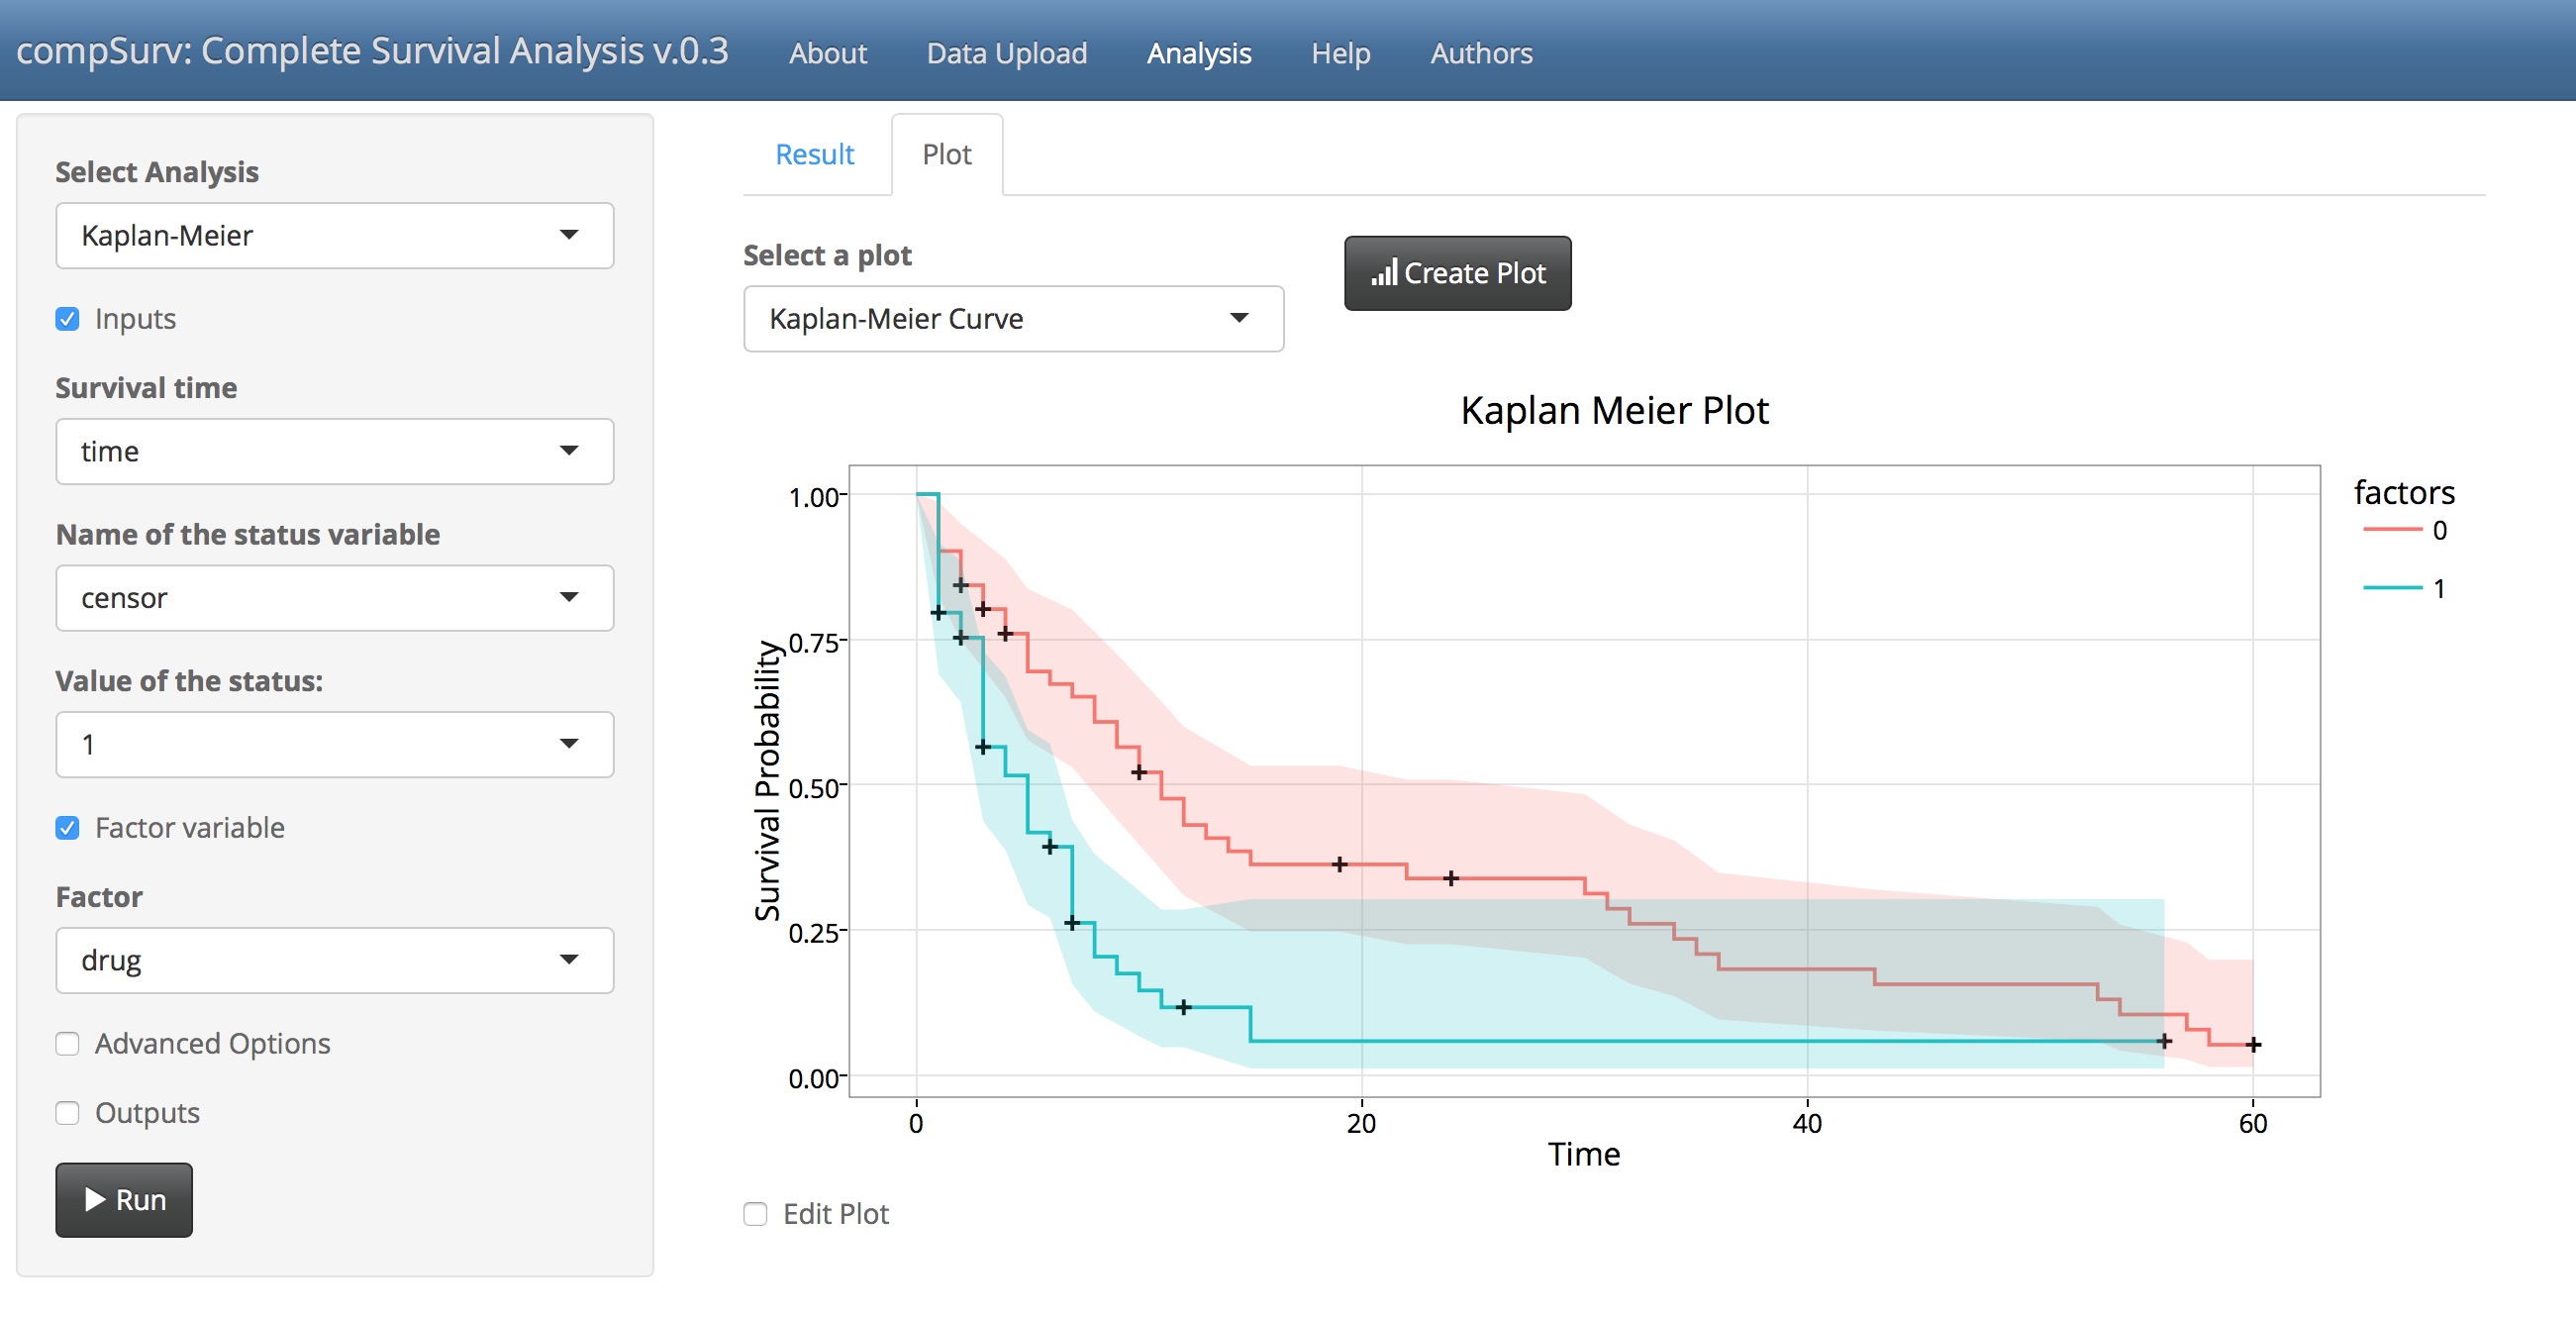 compSurv: Complete Survival Analysis v.0.3 About Data Upload Analysis Help Authors
Select Analysis
Kaplan-Meier
Inputs
Survival time
time
Name of the status variable
censor
Value of the status:
1
Factor variable
Factor
drug
Advanced Options
Outputs
Run
Result Plot
Select a plot
Kaplan-Meier Curve
Create Plot
Kaplan Meier Plot
Survival Probability
1.00
0.75
0.50
0.25
0.00
0 20 40 60
Time
factors
0
1
Edit Plot